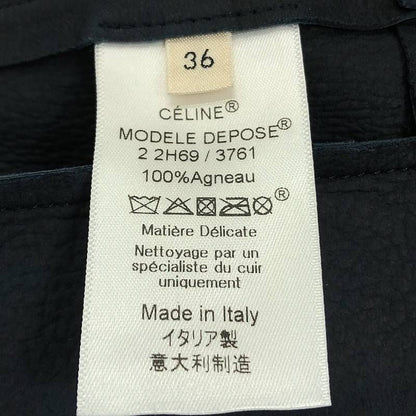 36
CÉLINE®
MODELE DEPOSE®
2 2H69 / 3761
100%Agneau
Matière Délicate
Nettoyage par un
spécialiste du cuir
uniquement
Made in Italy
イタリア製
意大利制造